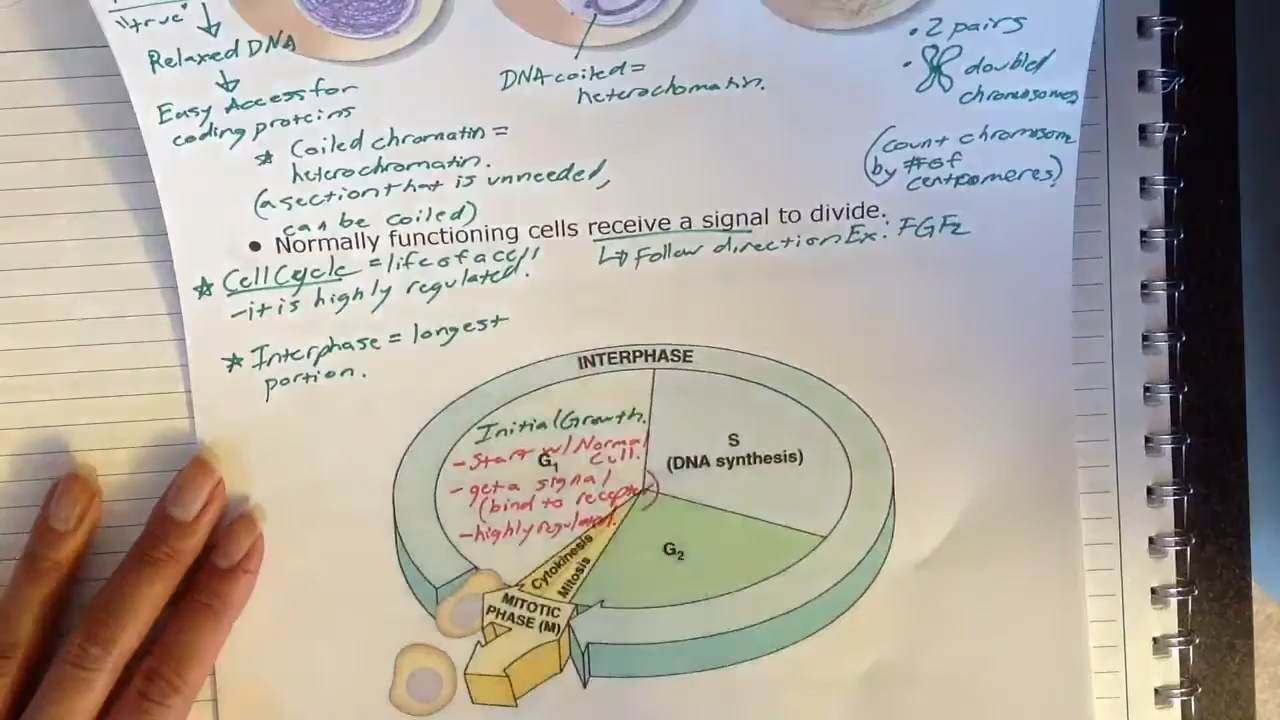 "true"
Relaxed DNA
Easy Access for
coding proteins
* Coiled chromatin =
heterochromatin.
(a section that is unneeded,
can be coiled)
DNA coiled =
heterochomatin.
• 2 pairs
• doubled
chromosomes
(count chromosom
by # of
centromeres)
• Normally functioning cells receive a signal to divide.
↳ Follow direction Ex: FGF2
* Cell Cycle = life of a cell!
- it is highly regulated.
* Interphase = longest
portion.
INTERPHASE
Initial Growth.
- Start w/ Normal
Cell.
G1
- get a signal
(bind to receptor)
- highly regulated.
S
(DNA synthesis)
G2
Cytokinesis
Mitosis
MITOTIC
PHASE (M)